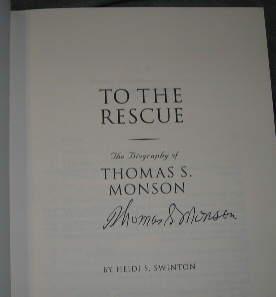 TO THE
RESCUE
The Biography of
THOMAS S.
MONSON
Thomas S Monson
BY HEIDI S. SWINTON